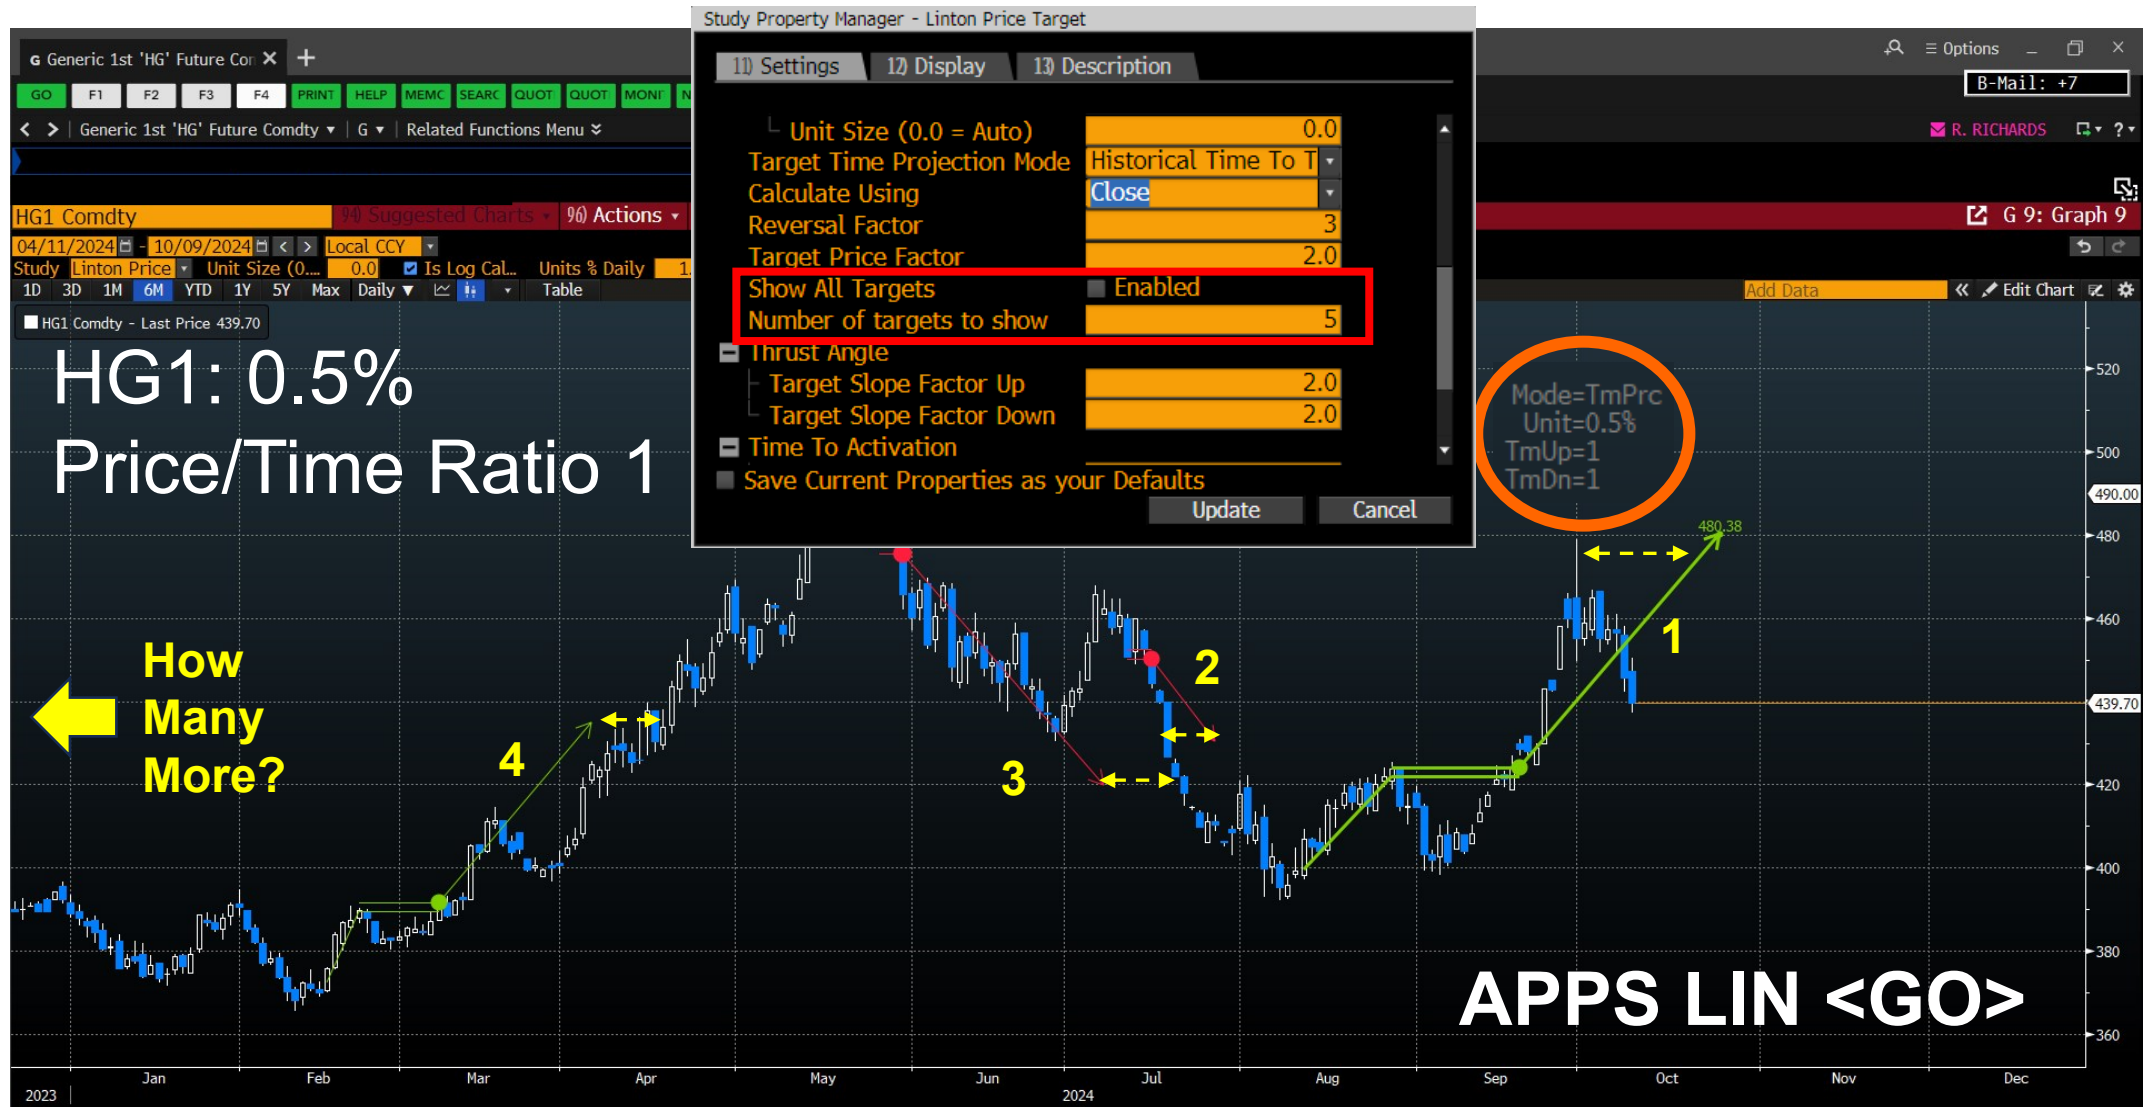 Study Property Manager - Linton Price Target
G Generic 1st 'HG' Future Con
Options
11) Settings 12) Display 13) Description
B-Mail: +7
GO F1 F2 F3 F4 PRINT HELP MEMC SEARC QUOT QUOT MONI N
Generic 1st 'HG' Future Comdty G Related Functions Menu
R. RICHARDS ?
Unit Size (0.0 = Auto) 0.0
Target Time Projection Mode Historical Time To T
Calculate Using Close
Reversal Factor 3
Target Price Factor 2.0
Show All Targets Enabled
Number of targets to show 5
Thrust Angle
Target Slope Factor Up 2.0
Target Slope Factor Down 2.0
Time To Activation
Save Current Properties as your Defaults
Update Cancel
HG1 Comdty 94) Suggested Charts 96) Actions
G 9: Graph 9
04/11/2024 - 10/09/2024 < > Local CCY
Study Linton Price Unit Size (0.... 0.0 Is Log Cal... Units % Daily 1.
1D 3D 1M 6M YTD 1Y 5Y Max Daily Table
Add Data « Edit Chart
HG1 Comdty - Last Price 439.70
HG1: 0.5%
Price/Time Ratio 1
Mode=TmPrc
Unit=0.5%
TmUp=1
TmDn=1
520
500
490.00
480.38
480
460
439.70
420
400
380
360
1
2
3
4
How
Many
More?
APPS LIN <GO>
Jan Feb Mar Apr May Jun Jul Aug Sep Oct Nov Dec
2023 2024